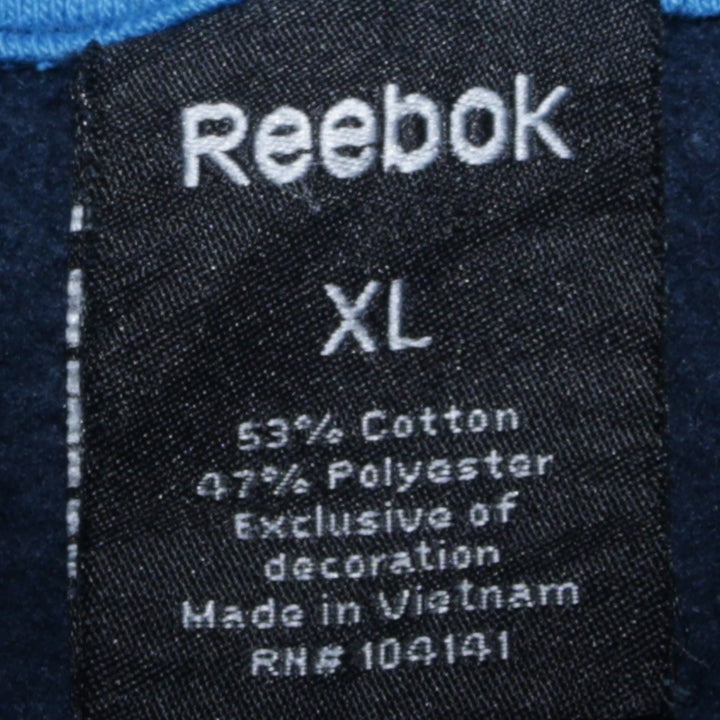 Reebok
XL
53% Cotton
47% Polyester
Exclusive of
decoration
Made in Vietnam
RN# 104141